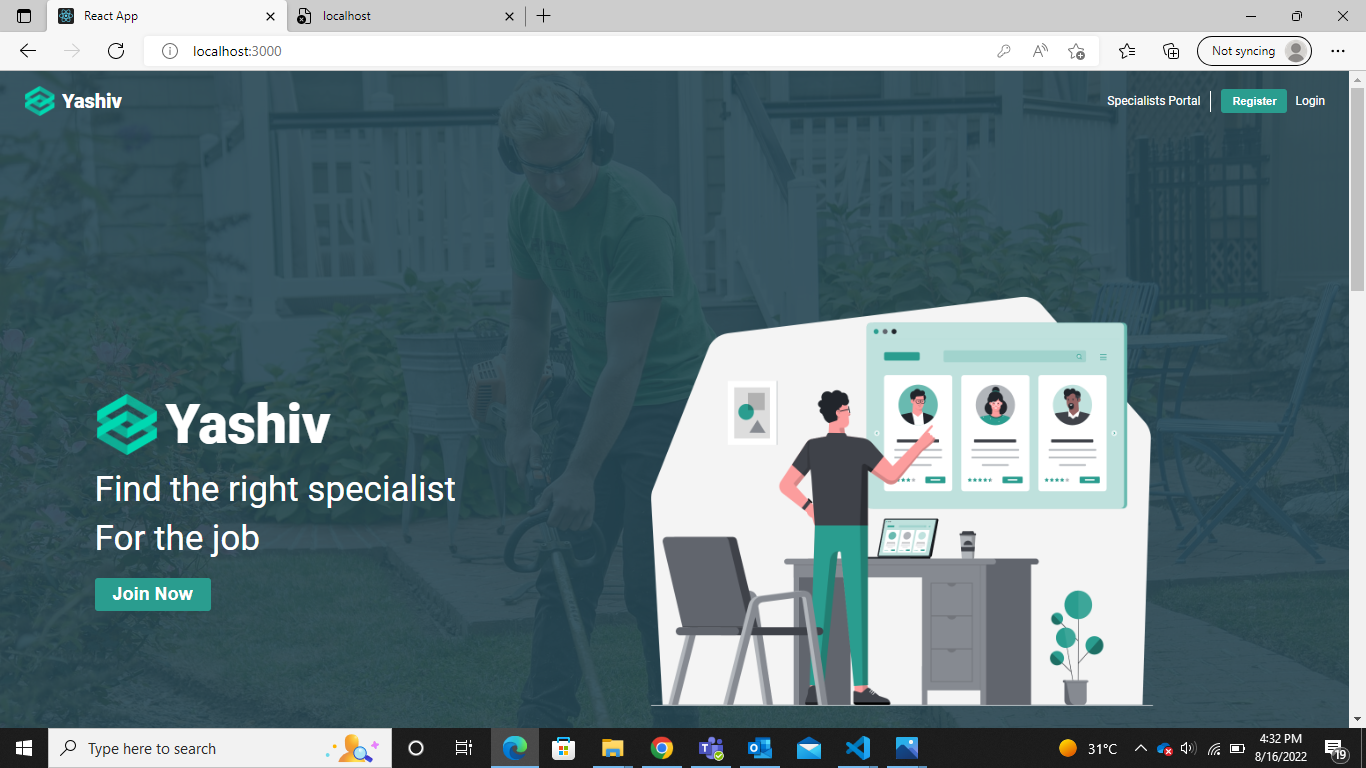 React App
localhost
localhost:3000
Not syncing
Yashiv
Specialists Portal
Register
Login
Yashiv
Find the right specialist
For the job
Join Now
Type here to search
31°C
4:32 PM
8/16/2022
19